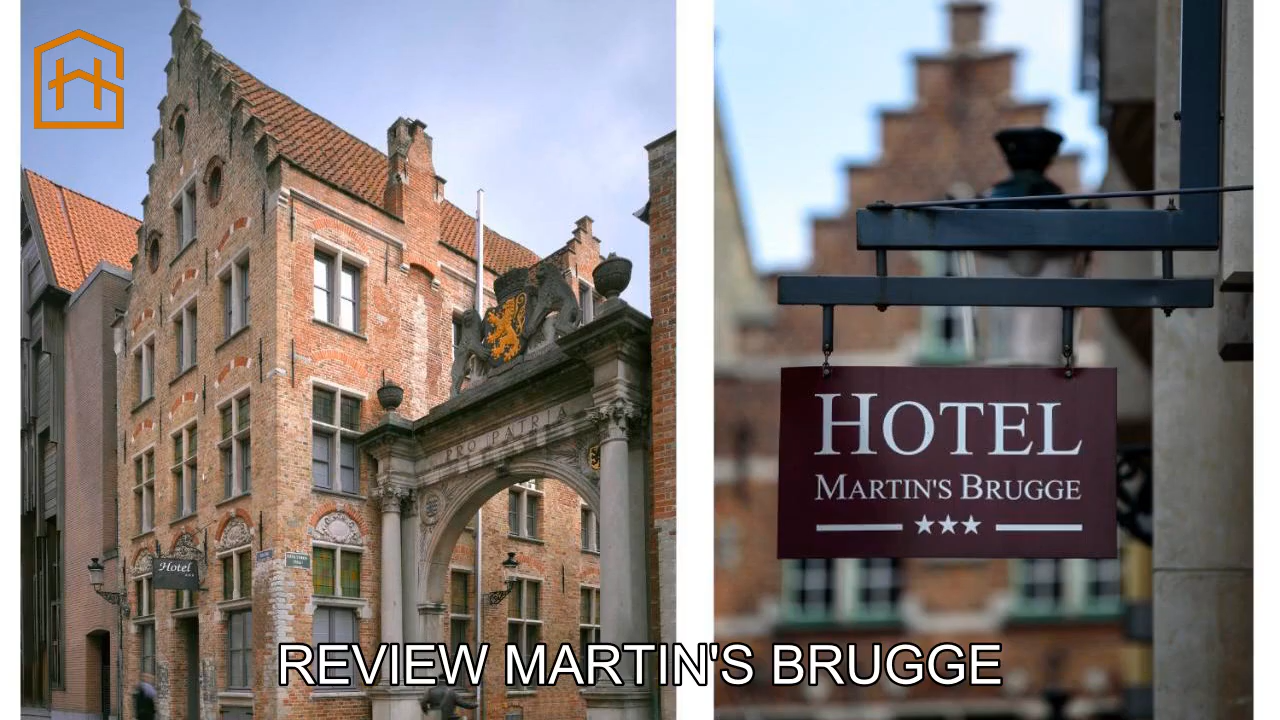 PRO PATRIA
Hotel
HOTEL
MARTIN'S BRUGGE
REVIEW MARTIN'S BRUGGE